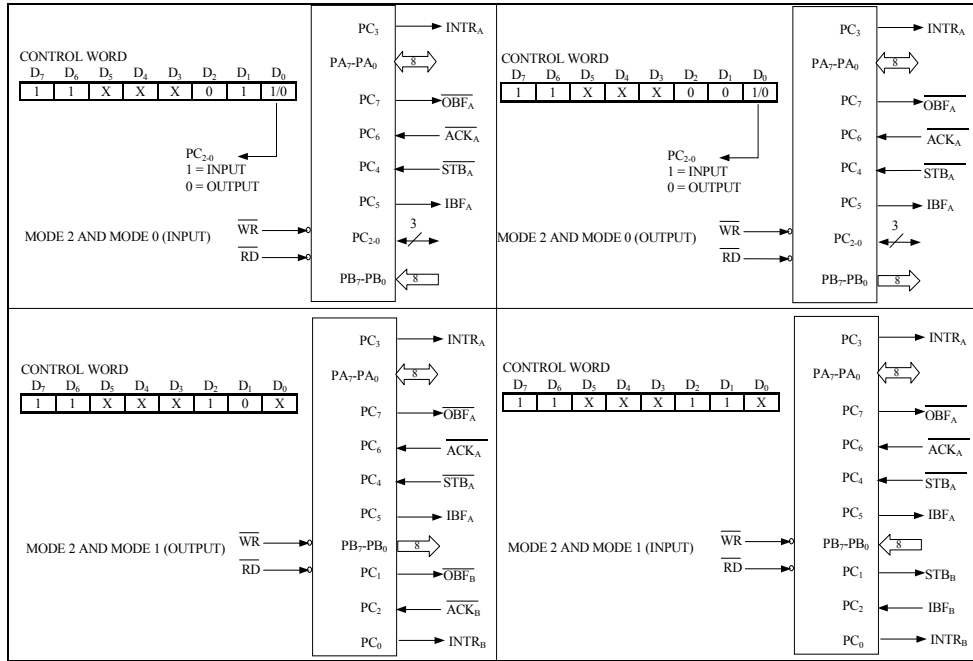 PC3 INTRA
CONTROL WORD
PA7-PA0 8
D7 D6 D5 D4 D3 D2 D1 D0
1 1 X X X 0 1 1/0
PC7 OBFA
PC6 ACKA
PC2-0
1 = INPUT
0 = OUTPUT
PC4 STBA
PC5 IBFA
WR
MODE 2 AND MODE 0 (INPUT)
3
PC2-0
RD
PB7-PB0 8
PC3 INTRA
CONTROL WORD
PA7-PA0 8
D7 D6 D5 D4 D3 D2 D1 D0
1 1 X X X 0 0 1/0
PC7 OBFA
PC6 ACKA
PC2-0
1 = INPUT
0 = OUTPUT
PC4 STBA
PC5 IBFA
WR
MODE 2 AND MODE 0 (OUTPUT)
3
PC2-0
RD
PB7-PB0 8
PC3 INTRA
CONTROL WORD
PA7-PA0 8
D7 D6 D5 D4 D3 D2 D1 D0
1 1 X X X 1 0 X
PC7 OBFA
PC6 ACKA
PC4 STBA
PC5 IBFA
WR
MODE 2 AND MODE 1 (OUTPUT)
PB7-PB0 8
RD
PC1 OBFB
PC2 ACKB
PC0 INTRB
PC3 INTRA
CONTROL WORD
PA7-PA0 8
D7 D6 D5 D4 D3 D2 D1 D0
1 1 X X X 1 1 X
PC7 OBFA
PC6 ACKA
PC4 STBA
PC5 IBFA
WR
MODE 2 AND MODE 1 (INPUT)
PB7-PB0 8
RD
PC1 STBB
PC2 IBFB
PC0 INTRB